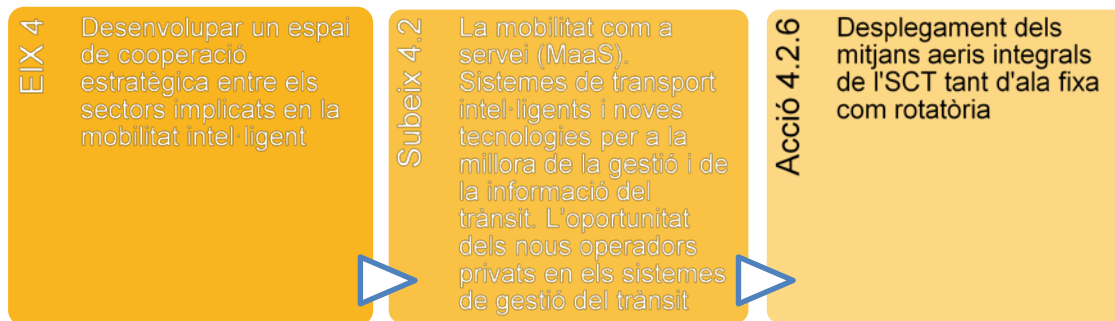 EIX 4
Desenvolupar un espai
de cooperació
estratègica entre els
sectors implicats en la
mobilitat intel·ligent
Subeix 4.2
La mobilitat com a
servei (MaaS).
Sistemes de transport
intel·ligents i noves
tecnologies per a la
millora de la gestió i de
la informació del
trànsit. L'oportunitat
dels nous operadors
privats en els sistemes
de gestió del trànsit
Acció 4.2.6
Desplegament dels
mitjans aeris integrals
de l'SCT tant d'ala fixa
com rotatòria